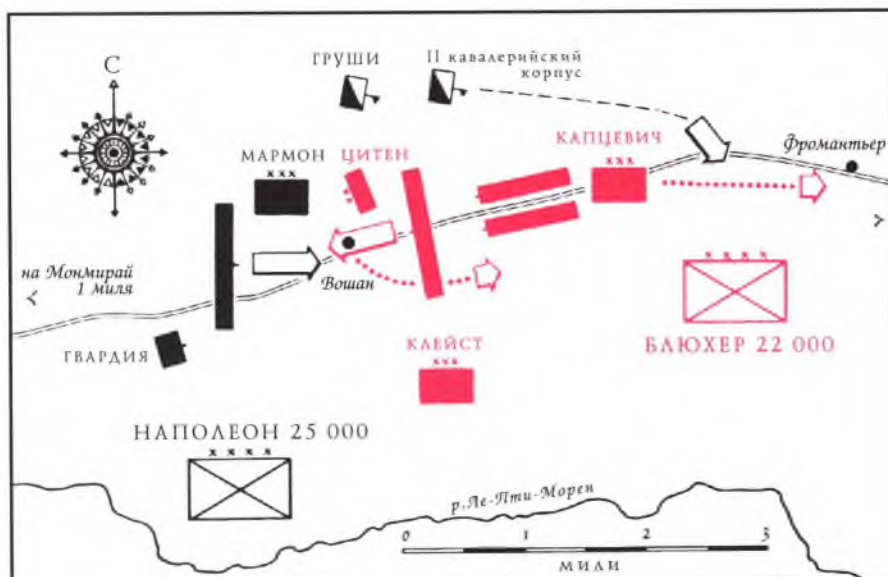 С
ГРУШИ
II кавалерийский
корпус
МАРМОН
ЦИТЕН
КАПЦЕВИЧ
x x x
x x x
Фромантьер
на Монмирай
1 миля
Вошан
ГВАРДИЯ
КЛЕЙСТ
x x x
x x x x
БЛЮХЕР 22 000
НАПОЛЕОН 25 000
x x x x
р.Ле-Пти-Морен
0 1 2 3
МИЛИ